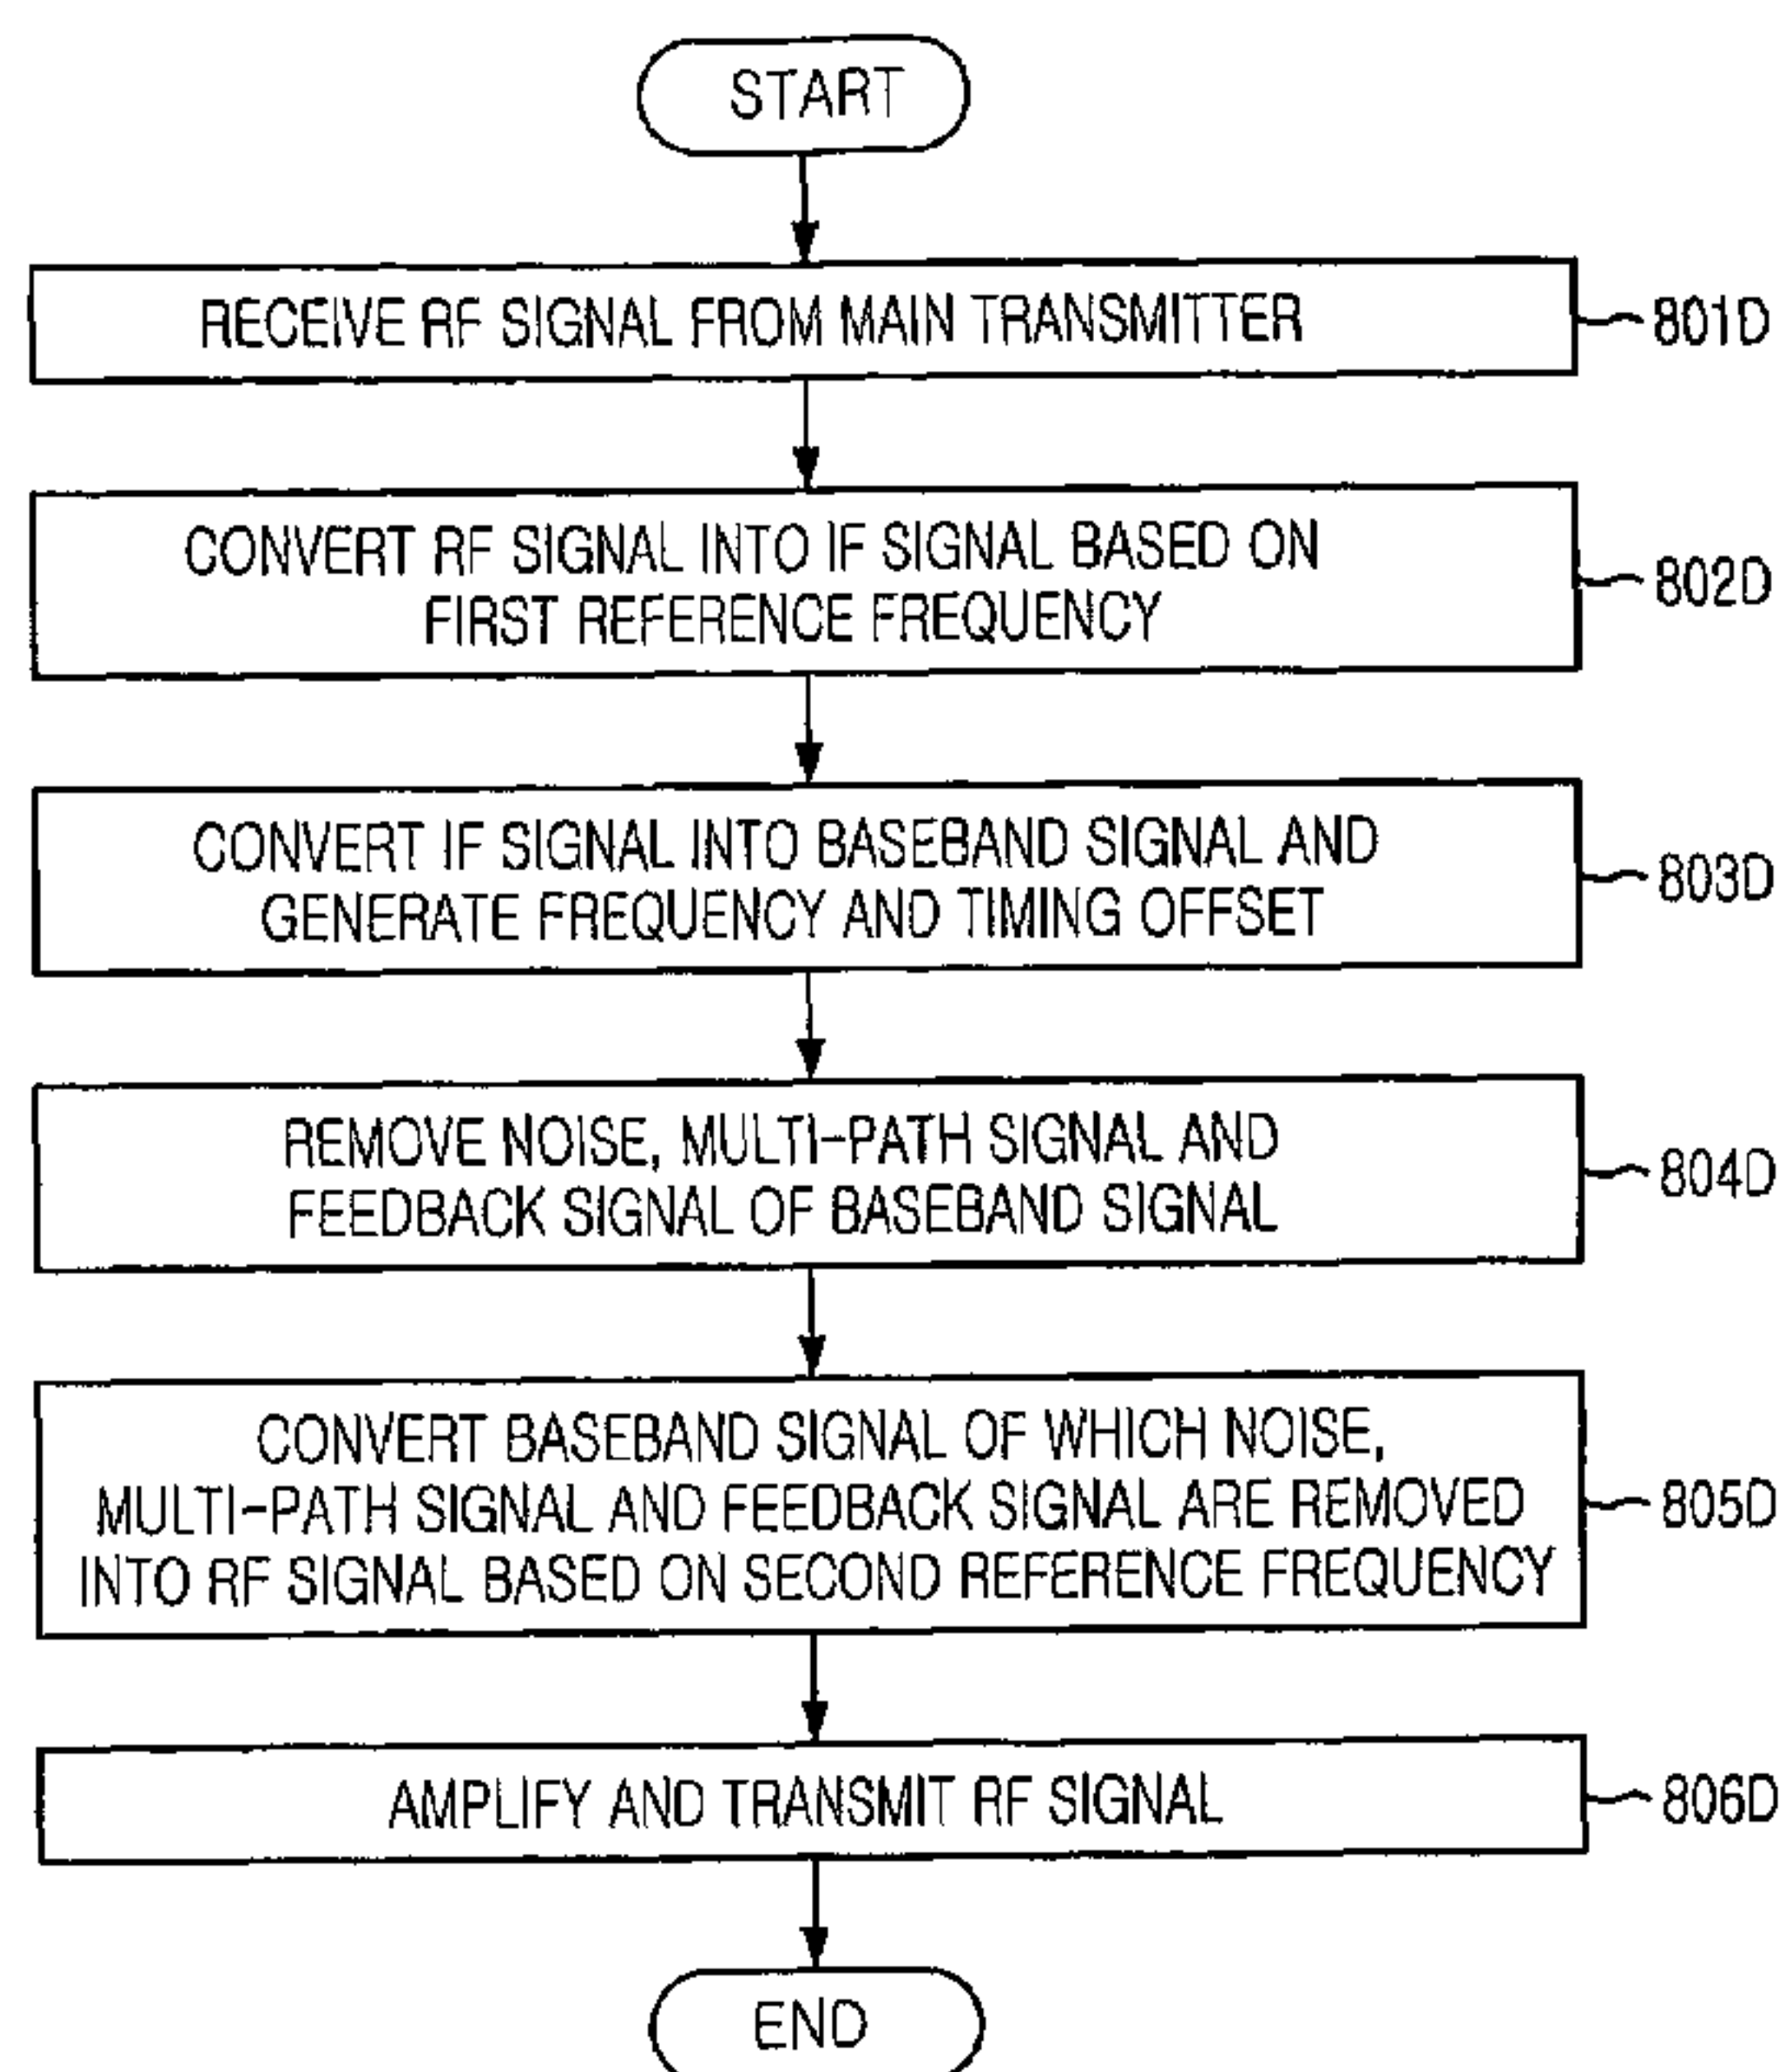 START
RECEIVE RF SIGNAL FROM MAIN TRANSMITTER
801D
CONVERT RF SIGNAL INTO IF SIGNAL BASED ON
FIRST REFERENCE FREQUENCY
802D
CONVERT IF SIGNAL INTO BASEBAND SIGNAL AND
GENERATE FREQUENCY AND TIMING OFFSET
803D
REMOVE NOISE, MULTI-PATH SIGNAL AND
FEEDBACK SIGNAL OF BASEBAND SIGNAL
804D
CONVERT BASEBAND SIGNAL OF WHICH NOISE,
MULTI-PATH SIGNAL AND FEEDBACK SIGNAL ARE REMOVED
INTO RF SIGNAL BASED ON SECOND REFERENCE FREQUENCY
805D
AMPLIFY AND TRANSMIT RF SIGNAL
806D
END